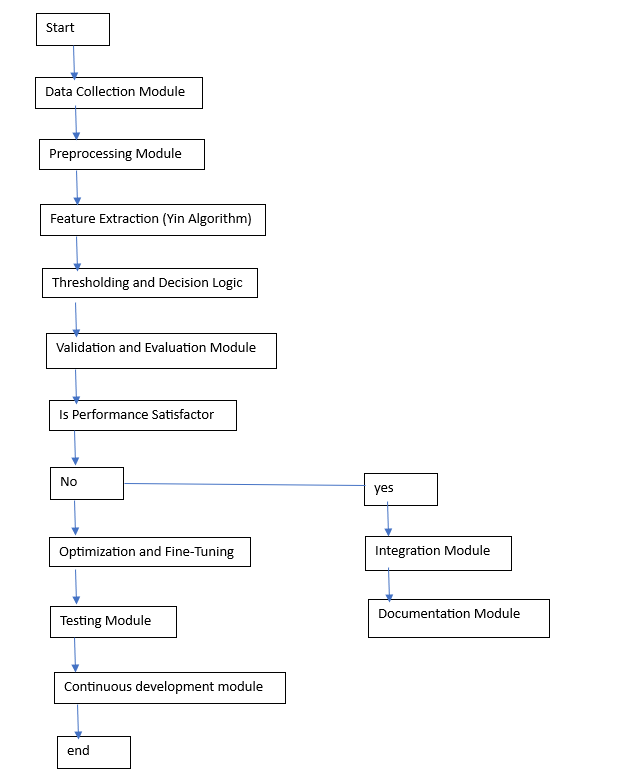 Start
Data Collection Module
Preprocessing Module
Feature Extraction (Yin Algorithm)
Thresholding and Decision Logic
Validation and Evaluation Module
Is Performance Satisfactor
No
yes
Optimization and Fine-Tuning
Integration Module
Testing Module
Documentation Module
Continuous development module
end